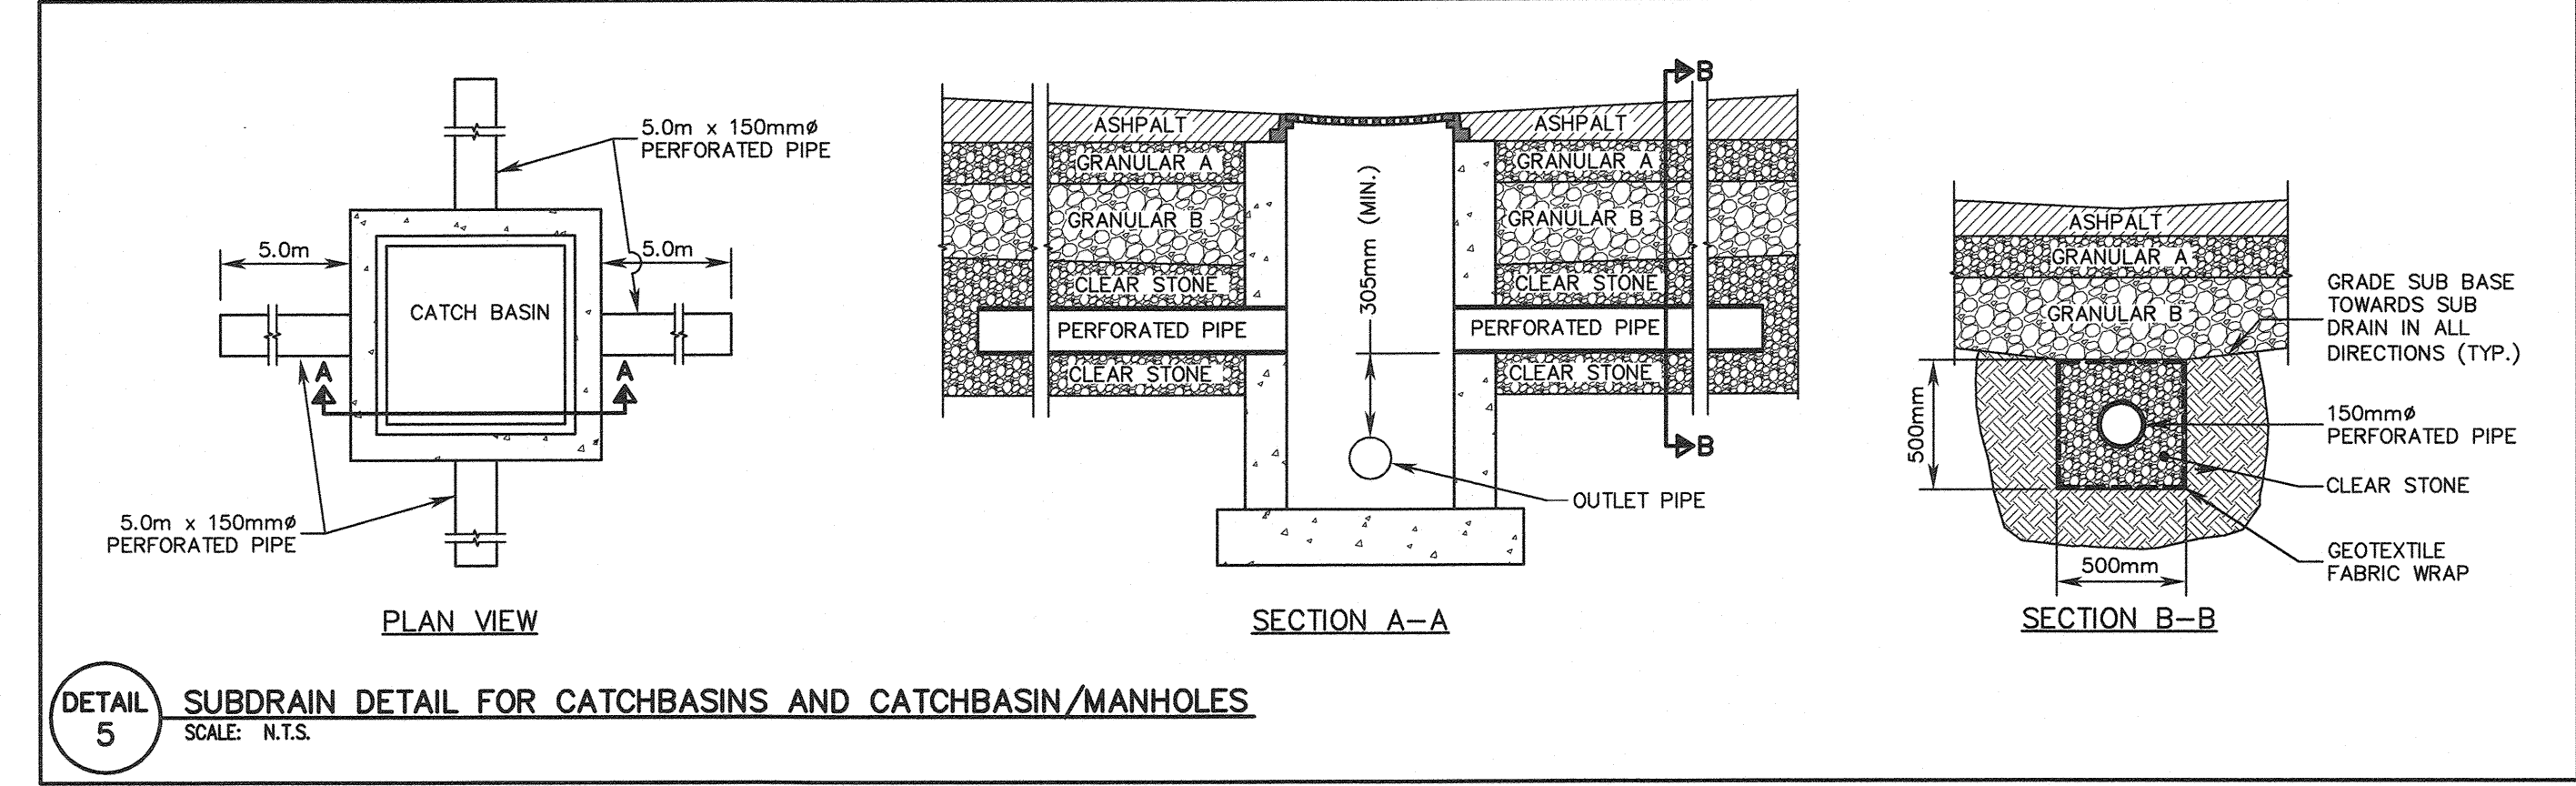 5.0m x 150mmø
PERFORATED PIPE
5.0m
5.0m
CATCH BASIN
A
A
5.0m x 150mmø
PERFORATED PIPE
PLAN VIEW
B
ASHPALT
ASHPALT
GRANULAR A
GRANULAR A
305mm (MIN.)
GRANULAR B
GRANULAR B
CLEAR STONE
CLEAR STONE
PERFORATED PIPE
PERFORATED PIPE
CLEAR STONE
CLEAR STONE
B
OUTLET PIPE
SECTION A-A
ASHPALT
GRANULAR A
GRANULAR B
GRADE SUB BASE
TOWARDS SUB
DRAIN IN ALL
DIRECTIONS (TYP.)
500mm
150mmø
PERFORATED PIPE
CLEAR STONE
GEOTEXTILE
FABRIC WRAP
500mm
SECTION B-B
DETAIL
5
SUBDRAIN DETAIL FOR CATCHBASINS AND CATCHBASIN/MANHOLES
SCALE: N.T.S.